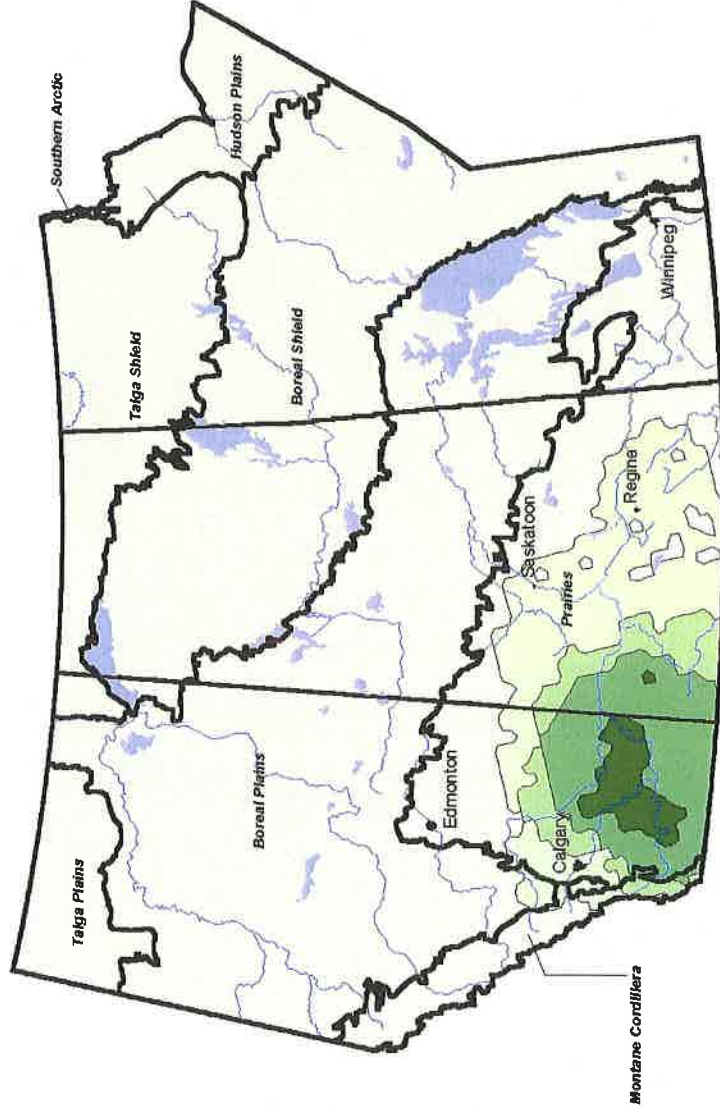 Southern Arctic
Hudson Plains
Taiga Shield
Boreal Shield
Taiga Plains
Boreal Plains
Winnipeg
Regina
Saskatoon
Prairies
Edmonton
Calgary
Montane Cordillera